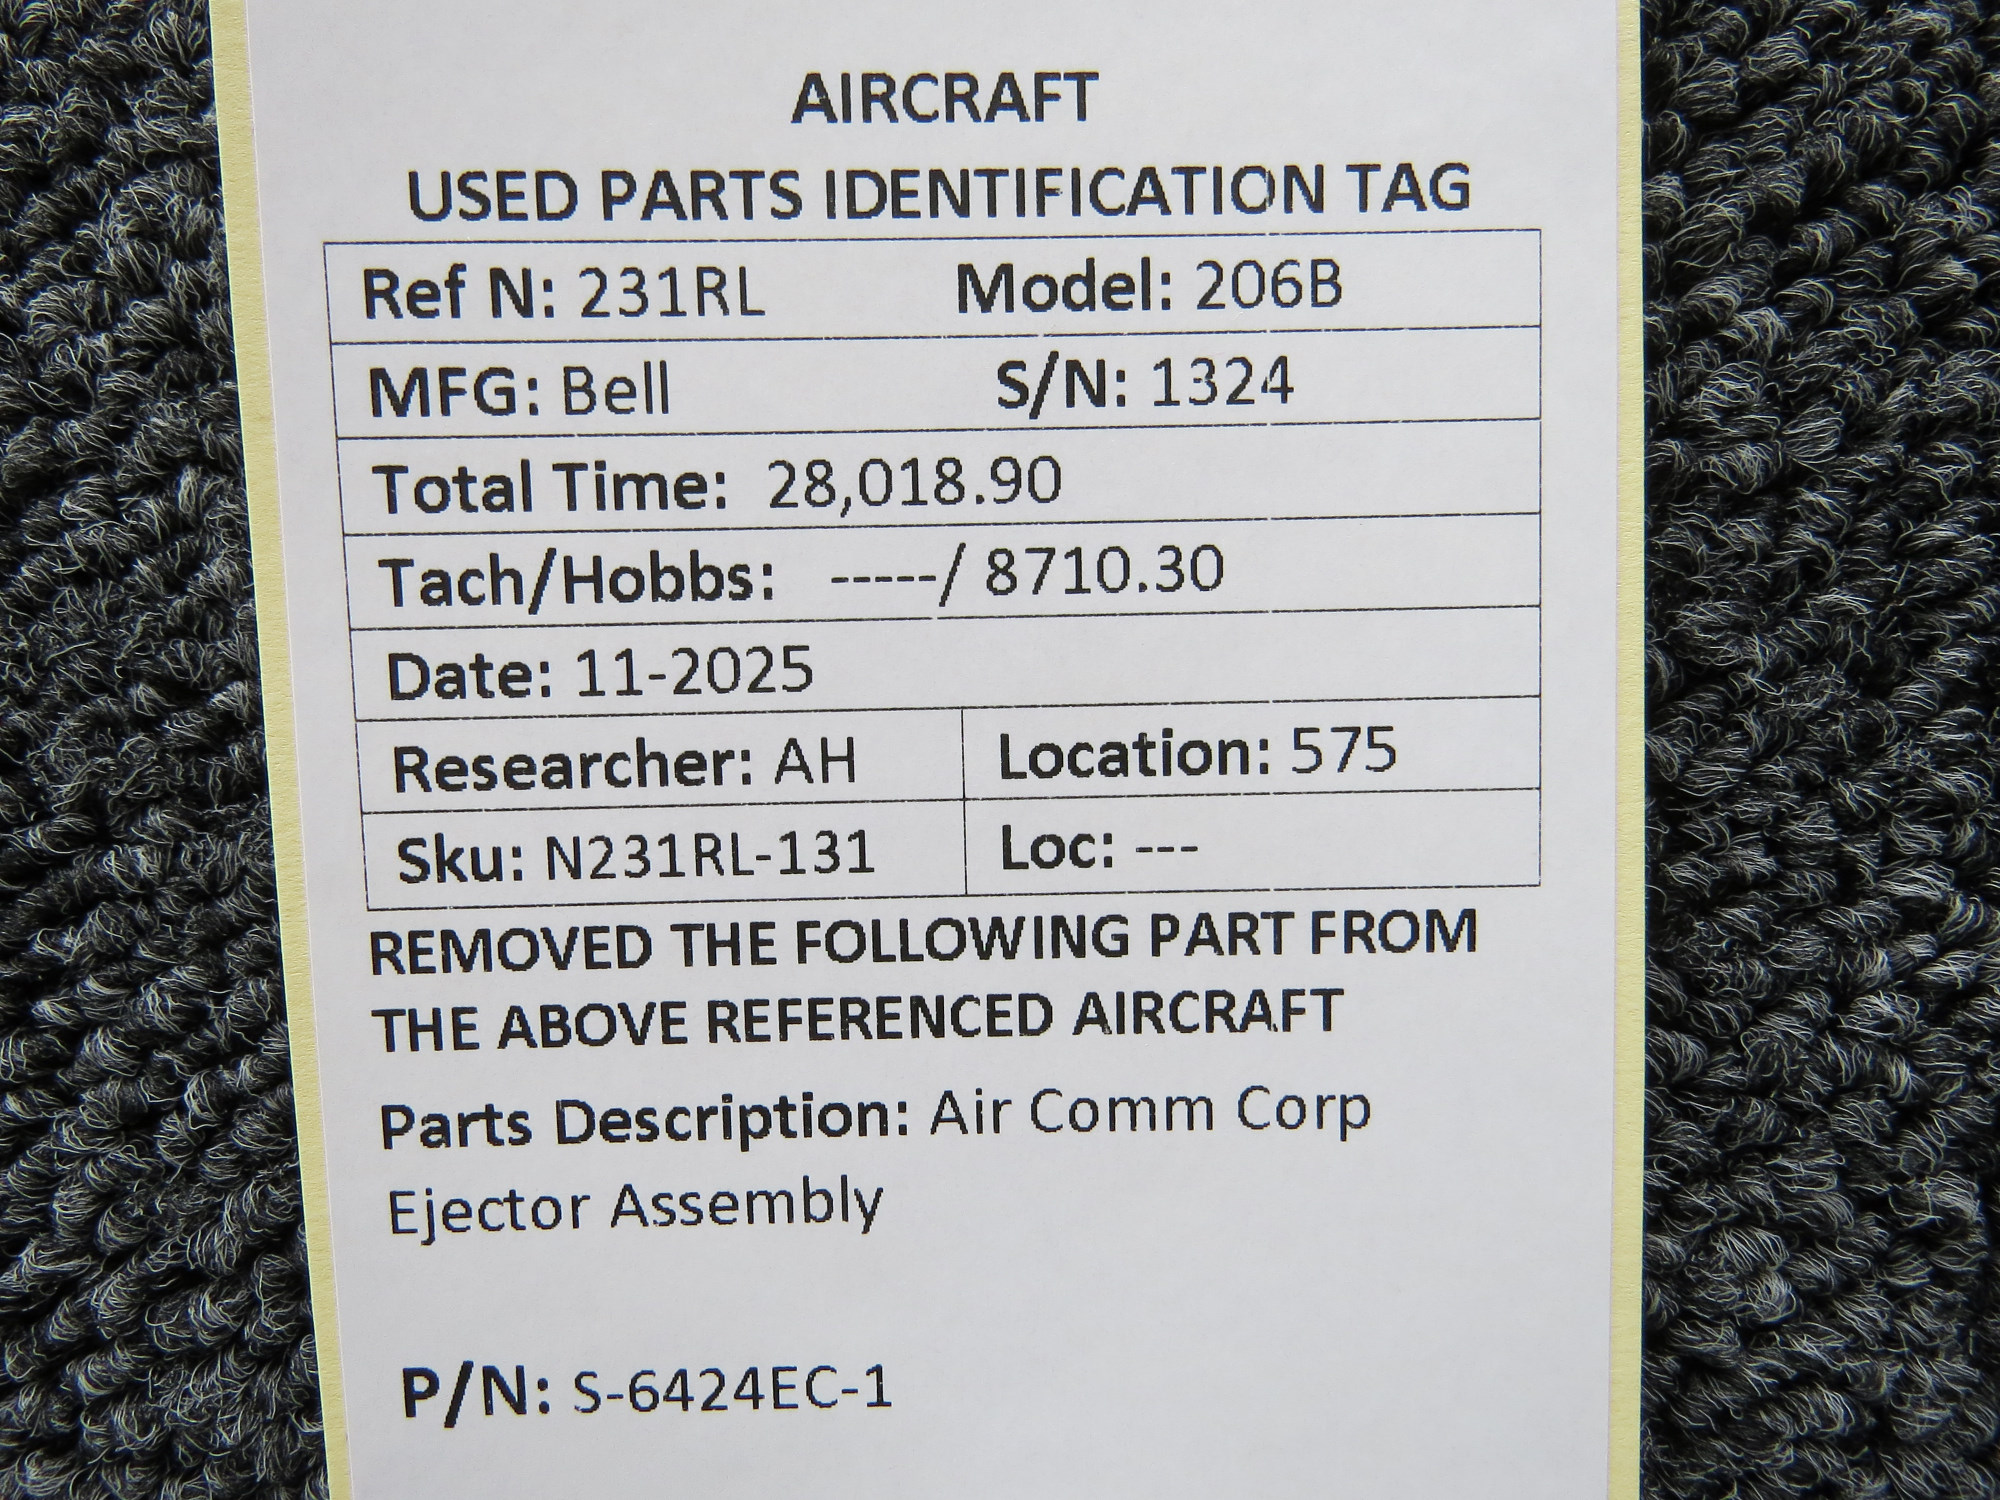 AIRCRAFT
USED PARTS IDENTIFICATION TAG
Ref N: 231RL Model: 206B
MFG: Bell S/N: 1324
Total Time: 28,018.90
Tach/Hobbs: -----/ 8710.30
Date: 11-2025
Researcher: AH Location: 575
Sku: N231RL-131 Loc: ---
REMOVED THE FOLLOWING PART FROM
THE ABOVE REFERENCED AIRCRAFT
Parts Description: Air Comm Corp
Ejector Assembly
P/N: S-6424EC-1